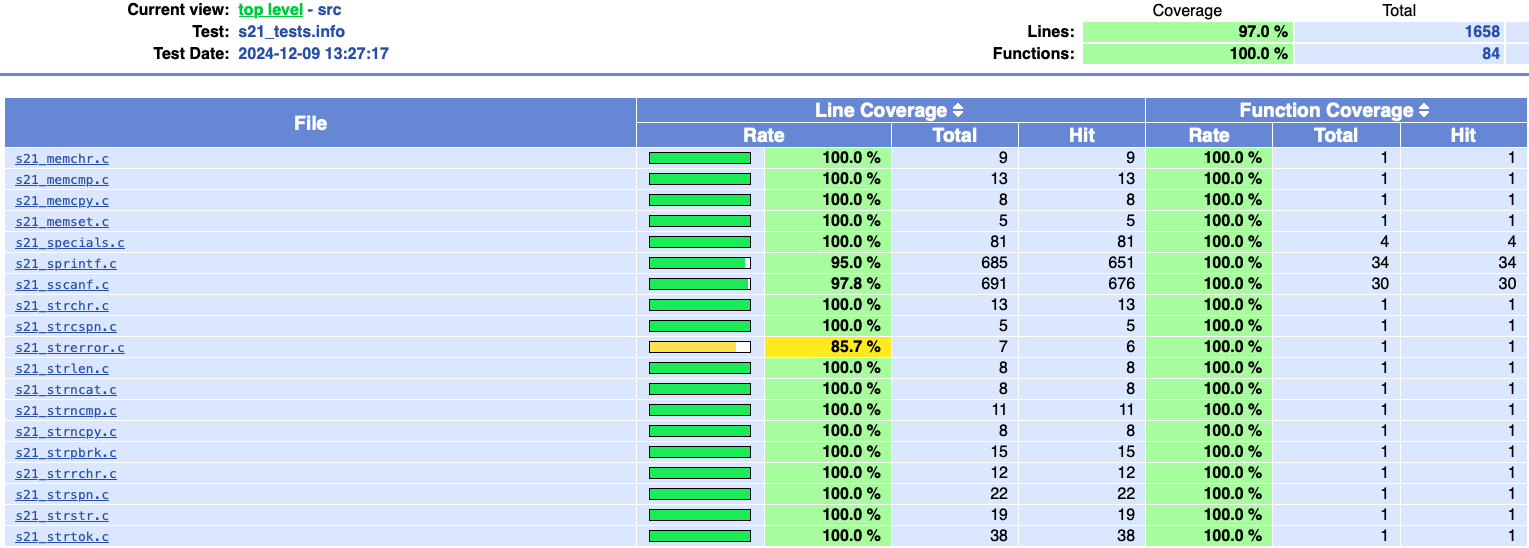 Current view: top level - src Coverage Total
Test: s21_tests.info Lines: 97.0 % 1658
Test Date: 2024-12-09 13:27:17 Functions: 100.0 % 84
File Line Coverage Function Coverage
Rate Total Hit Rate Total Hit
s21_memchr.c 100.0 % 9 9 100.0 % 1 1
s21_memcmp.c 100.0 % 13 13 100.0 % 1 1
s21_memcpy.c 100.0 % 8 8 100.0 % 1 1
s21_memset.c 100.0 % 5 5 100.0 % 1 1
s21_specials.c 100.0 % 81 81 100.0 % 4 4
s21_sprintf.c 95.0 % 685 651 100.0 % 34 34
s21_sscanf.c 97.8 % 691 676 100.0 % 30 30
s21_strchr.c 100.0 % 13 13 100.0 % 1 1
s21_strcspn.c 100.0 % 5 5 100.0 % 1 1
s21_strerror.c 85.7 % 7 6 100.0 % 1 1
s21_strlen.c 100.0 % 8 8 100.0 % 1 1
s21_strncat.c 100.0 % 8 8 100.0 % 1 1
s21_strncmp.c 100.0 % 11 11 100.0 % 1 1
s21_strncpy.c 100.0 % 8 8 100.0 % 1 1
s21_strpbrk.c 100.0 % 15 15 100.0 % 1 1
s21_strrchr.c 100.0 % 12 12 100.0 % 1 1
s21_strspn.c 100.0 % 22 22 100.0 % 1 1
s21_strstr.c 100.0 % 19 19 100.0 % 1 1
s21_strtok.c 100.0 % 38 38 100.0 % 1 1